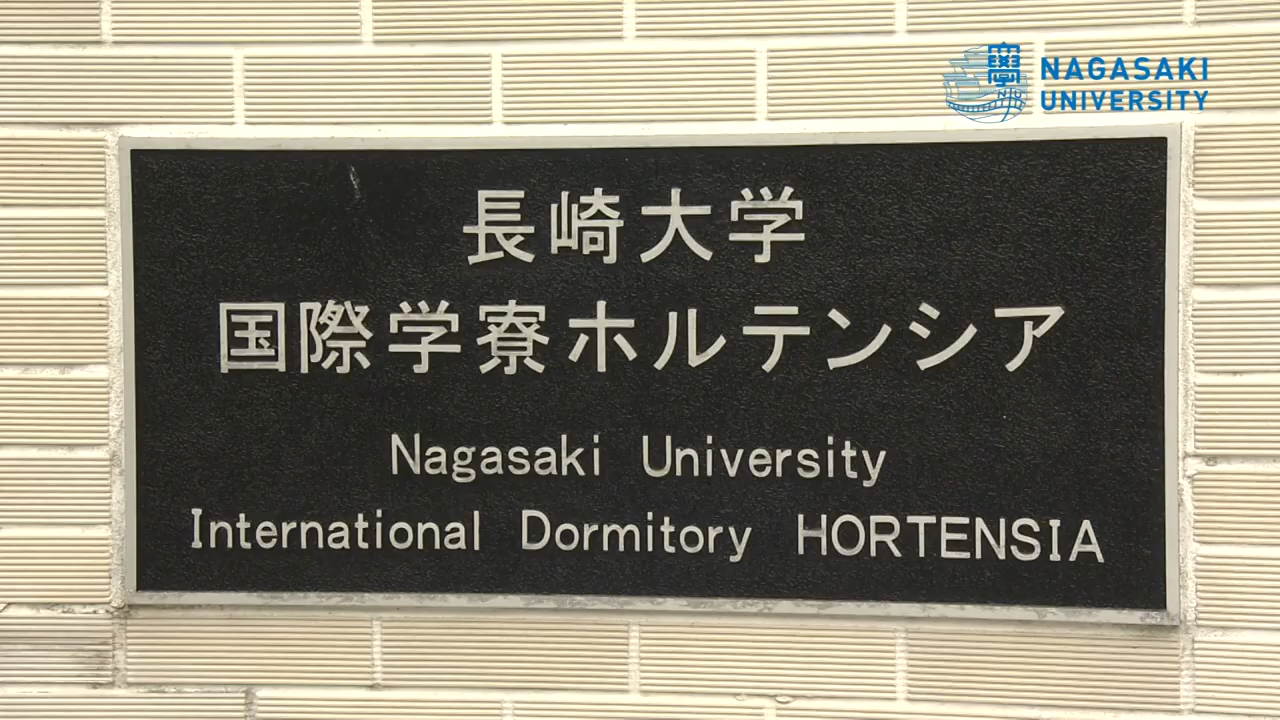 NAGASAKI
UNIVERSITY
長崎大学
国際学寮ホルテンシア
Nagasaki University
International Dormitory HORTENSIA